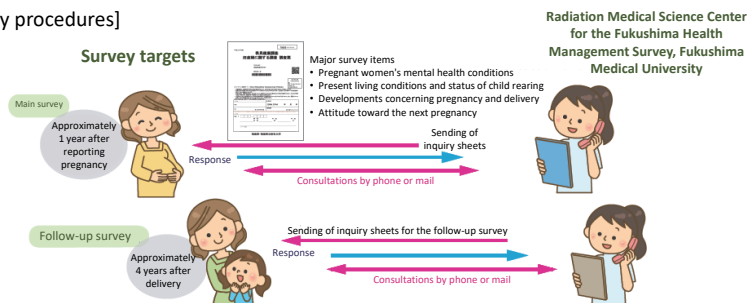 y procedures]
Radiation Medical Science Center
for the Fukushima Health
Management Survey, Fukushima
Medical University
Survey targets
Major survey items
• Pregnant women's mental health conditions
• Present living conditions and status of child rearing
• Developments concerning pregnancy and delivery
• Attitude toward the next pregnancy
Main survey
Approximately
1 year after
reporting
pregnancy
Sending of
inquiry sheets
Response
Consultations by phone or mail
Follow-up survey
Approximately
4 years after
delivery
Sending of inquiry sheets for the follow-up survey
Response
Consultations by phone or mail